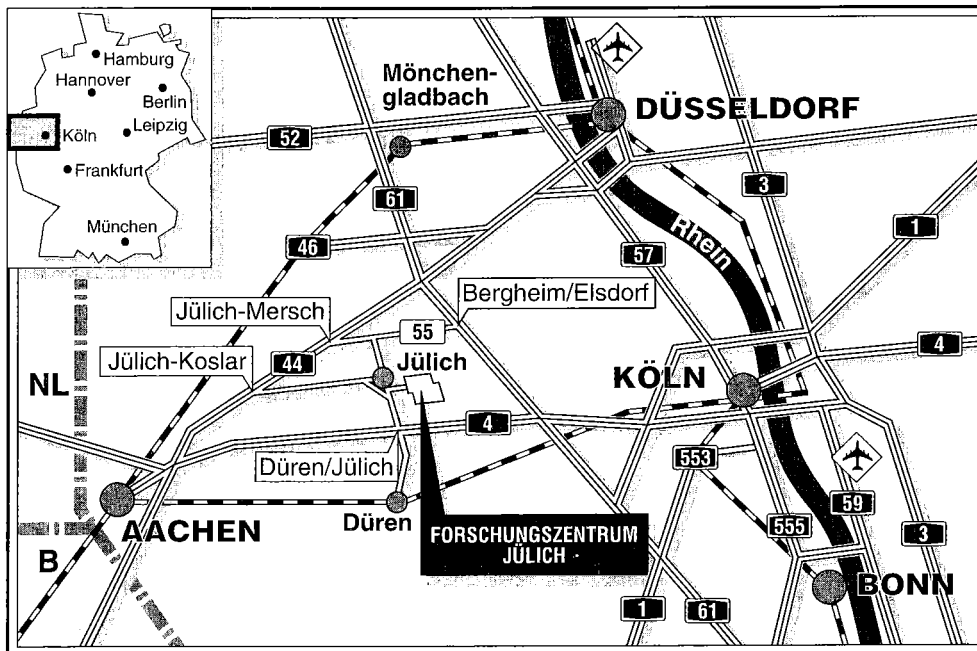 Hamburg
Hannover
Berlin
Köln
Leipzig
Frankfurt
München
Mönchen-
gladbach
DÜSSELDORF
52
61
3
1
46
57
Rhein
Bergheim/Elsdorf
Jülich-Mersch
55
4
Jülich-Koslar
44
Jülich
KÖLN
NL
4
553
Düren/Jülich
AACHEN
Düren
FORSCHUNGSZENTRUM
JÜLICH
59
555
3
B
BONN
1
61